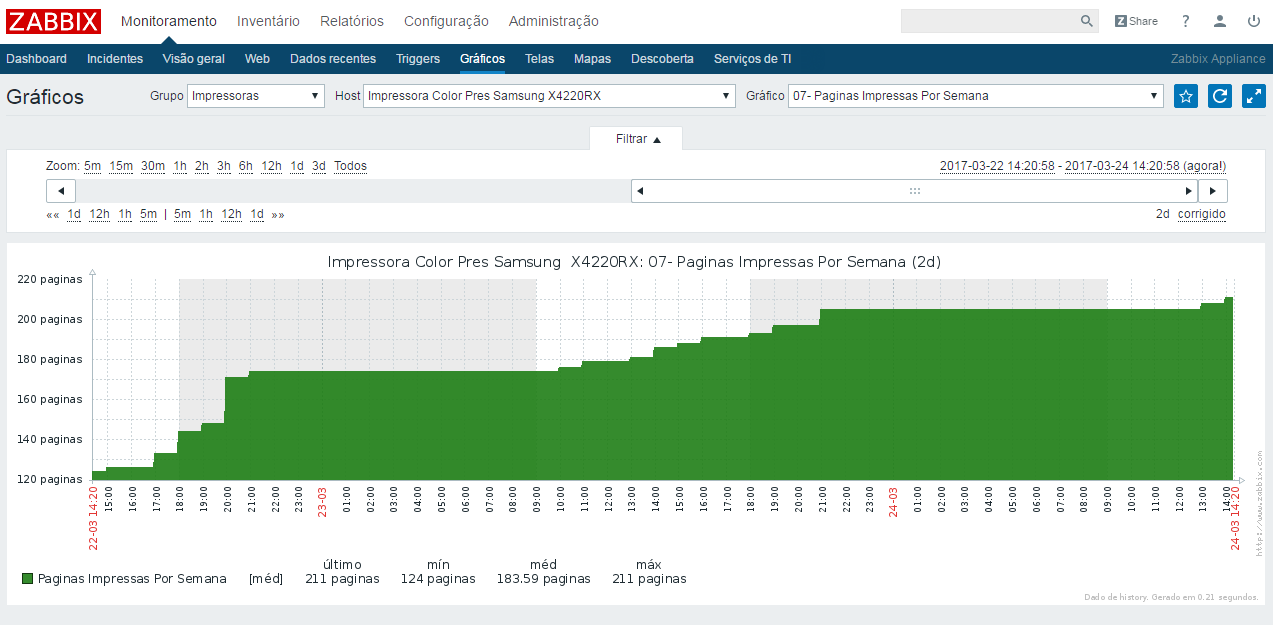 ZABBIX Monitoramento Inventário Relatórios Configuração Administração Z Share ?
Dashboard Incidentes Visão geral Web Dados recentes Triggers Gráficos Telas Mapas Descoberta Serviços de TI Zabbix Appliance
Gráficos Grupo Impressoras Host Impressora Color Pres Samsung X4220RX Gráfico 07- Paginas Impressas Por Semana
Filtrar
Zoom: 5m 15m 30m 1h 2h 3h 6h 12h 1d 3d Todos 2017-03-22 14:20:58 - 2017-03-24 14:20:58 (agora!)
«« 1d 12h 1h 5m | 5m 1h 12h 1d »» 2d corrigido
Impressora Color Pres Samsung X4220RX: 07- Paginas Impressas Por Semana (2d)
220 paginas
200 paginas
180 paginas
160 paginas
140 paginas
120 paginas
22-03 14:20 15:00 16:00 17:00 18:00 19:00 20:00 21:00 22:00 23:00 23-03 01:00 02:00 03:00 04:00 05:00 06:00 07:00 08:00 09:00 10:00 11:00 12:00 13:00 14:00 15:00 16:00 17:00 18:00 19:00 20:00 21:00 22:00 23:00 24-03 01:00 02:00 03:00 04:00 05:00 06:00 07:00 08:00 09:00 10:00 11:00 12:00 13:00 14:00 24-03 14:20
http://www.zabbix.com
último mín méd máx
Paginas Impressas Por Semana [méd] 211 paginas 124 paginas 183.59 paginas 211 paginas
Dado de history. Gerado em 0.21 segundos.